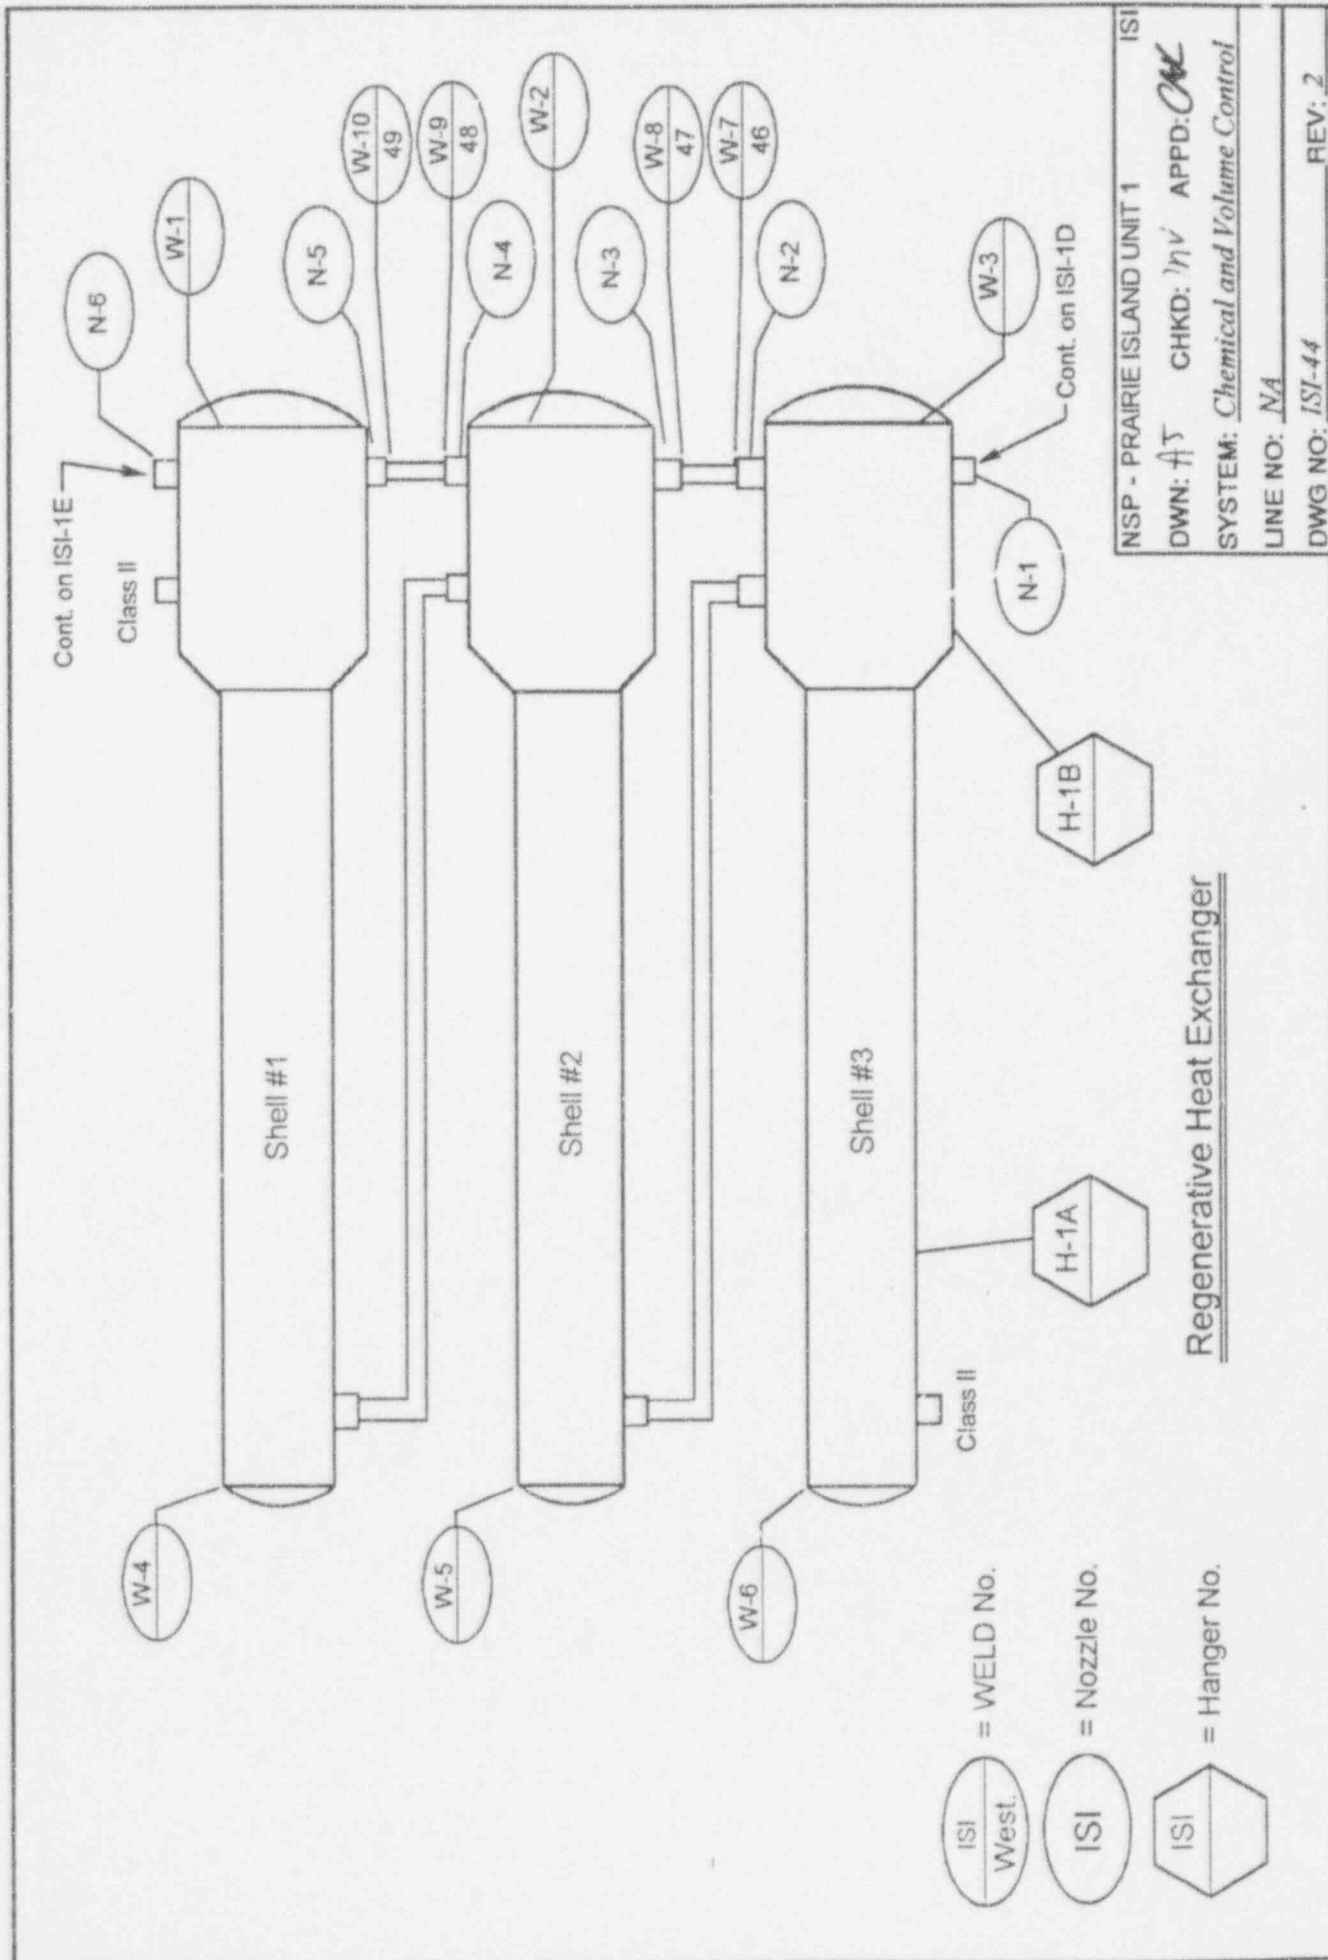 Cont. on ISI-1E
Class II
N-6
W-1
N-5
W-10
49
W-9
48
N-4
W-2
N-3
W-8
47
W-7
46
N-2
W-3
Cont. on ISI-1D
N-1
Shell #1
Shell #2
Shell #3
W-4
W-5
W-6
Class II
H-1A
H-1B
Regenerative Heat Exchanger
ISI
West.
= WELD No.
ISI
= Nozzle No.
ISI
= Hanger No.
NSP - PRAIRIE ISLAND UNIT 1 ISI
DWN: CHKD: APPD:
SYSTEM: Chemical and Volume Control
LINE NO: NA
DWG NO: ISI-44 REV: 2